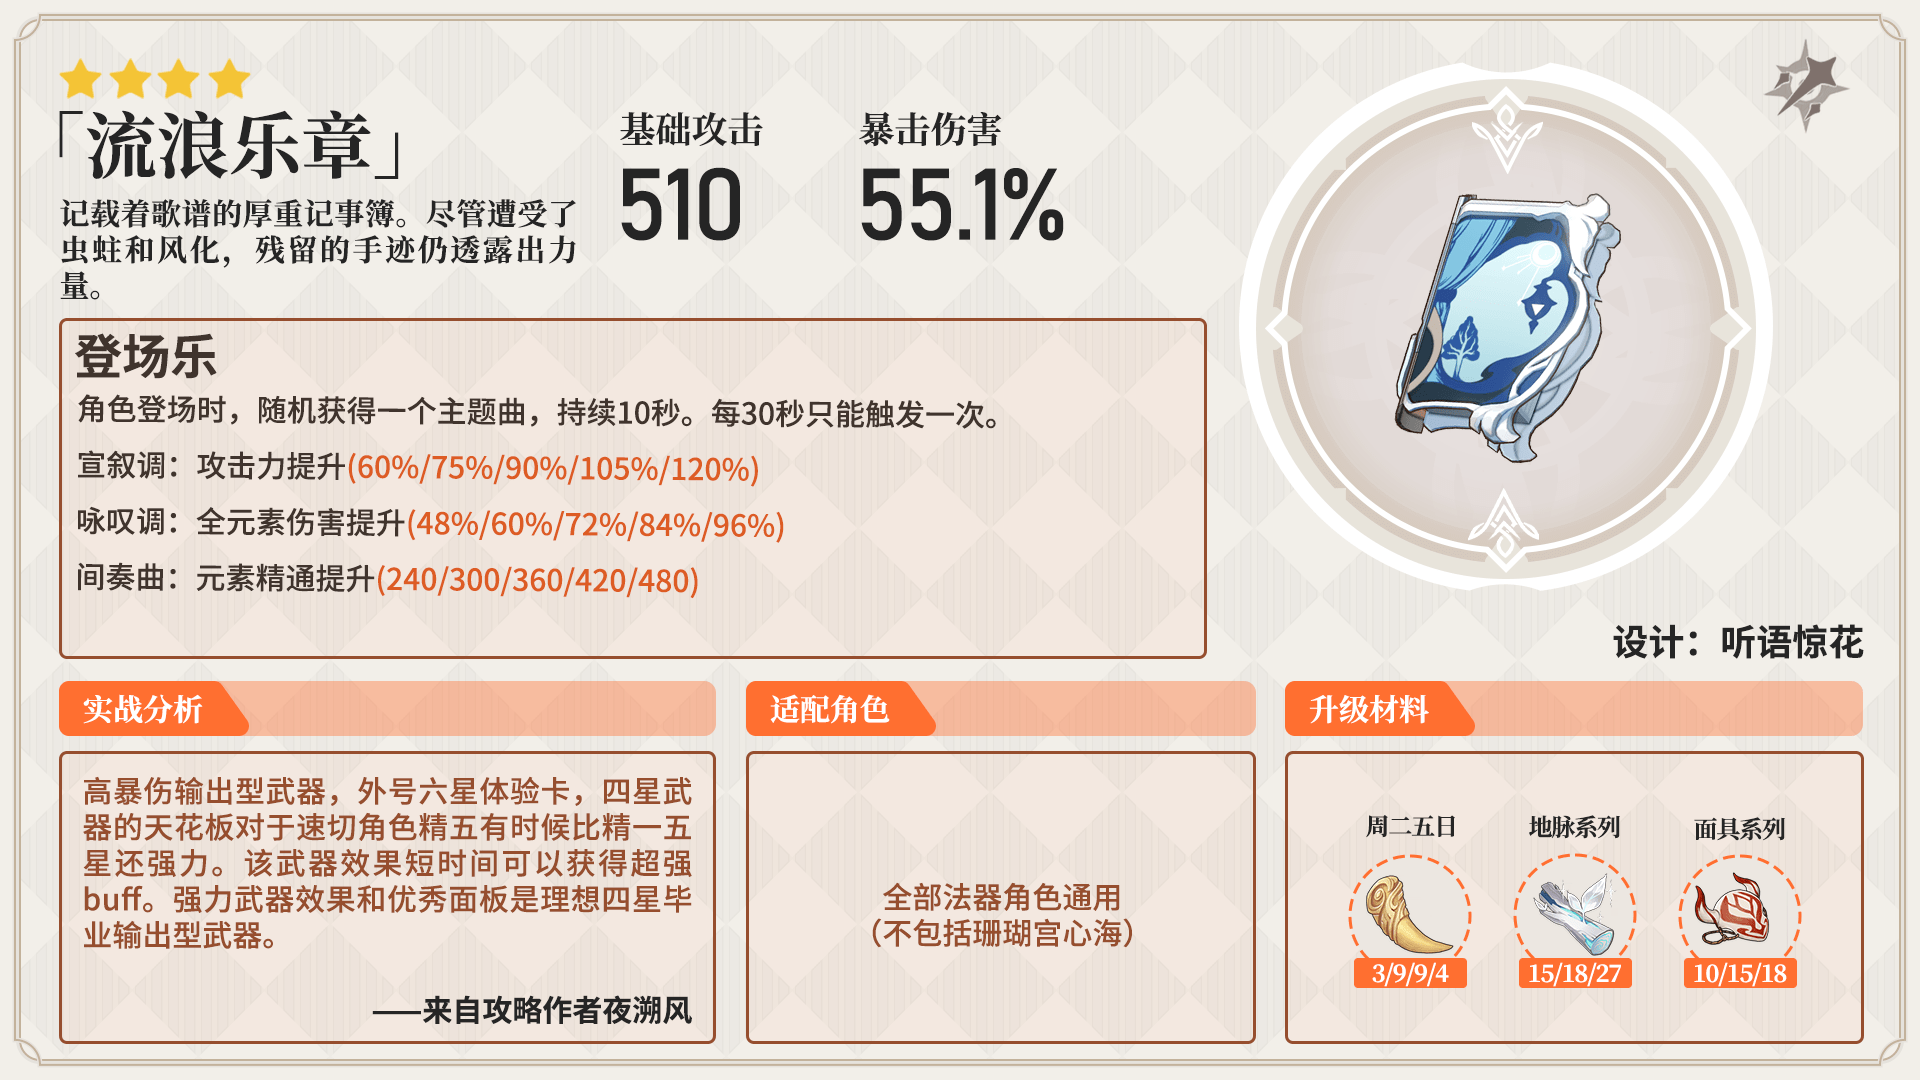 「流浪乐章」
记载着歌谱的厚重记事簿。尽管遭受了
虫蛀和风化，残留的手迹仍透露出力
量。
基础攻击
510
暴击伤害
55.1%
登场乐
角色登场时，随机获得一个主题曲，持续10秒。每30秒只能触发一次。
宣叙调：攻击力提升(60%/75%/90%/105%/120%)
咏叹调：全元素伤害提升(48%/60%/72%/84%/96%)
间奏曲：元素精通提升(240/300/360/420/480)
设计：听语惊花
实战分析
高暴伤输出型武器，外号六星体验卡，四星武
器的天花板对于速切角色精五有时候比精一五
星还强力。该武器效果短时间可以获得超强
buff。强力武器效果和优秀面板是理想四星毕
业输出型武器。
——来自攻略作者夜溯风
适配角色
全部法器角色通用
（不包括珊瑚宫心海）
升级材料
周二五日
3/9/9/4
地脉系列
15/18/27
面具系列
10/15/18